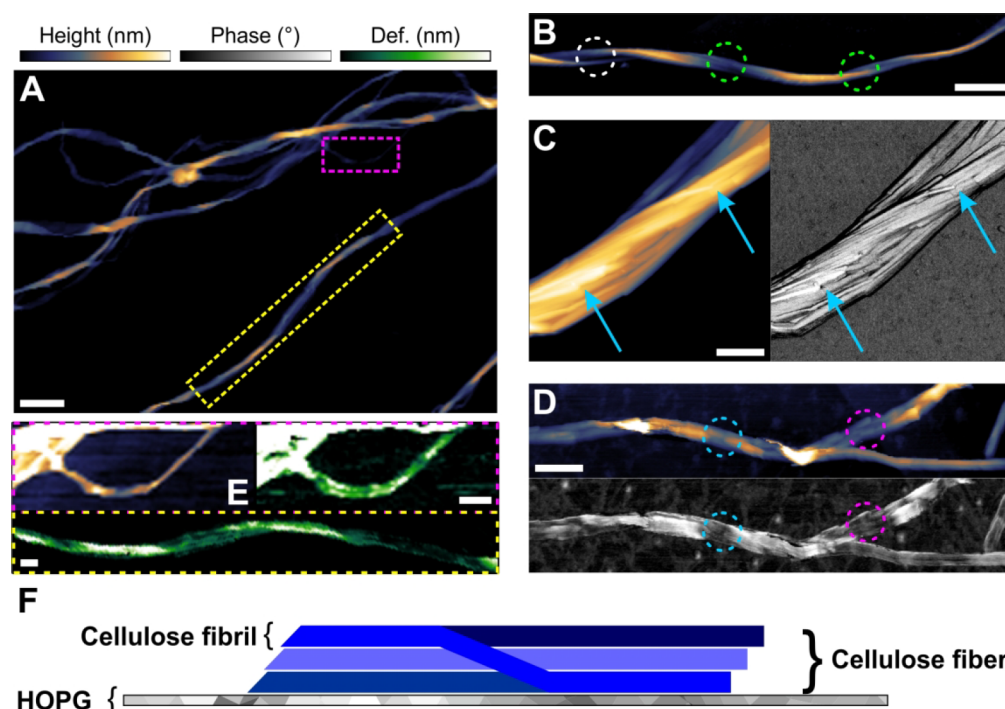 Height (nm) Phase (°) Def. (nm)
A
B
C
D
E
F
Cellulose fibril {
} Cellulose fiber
HOPG {